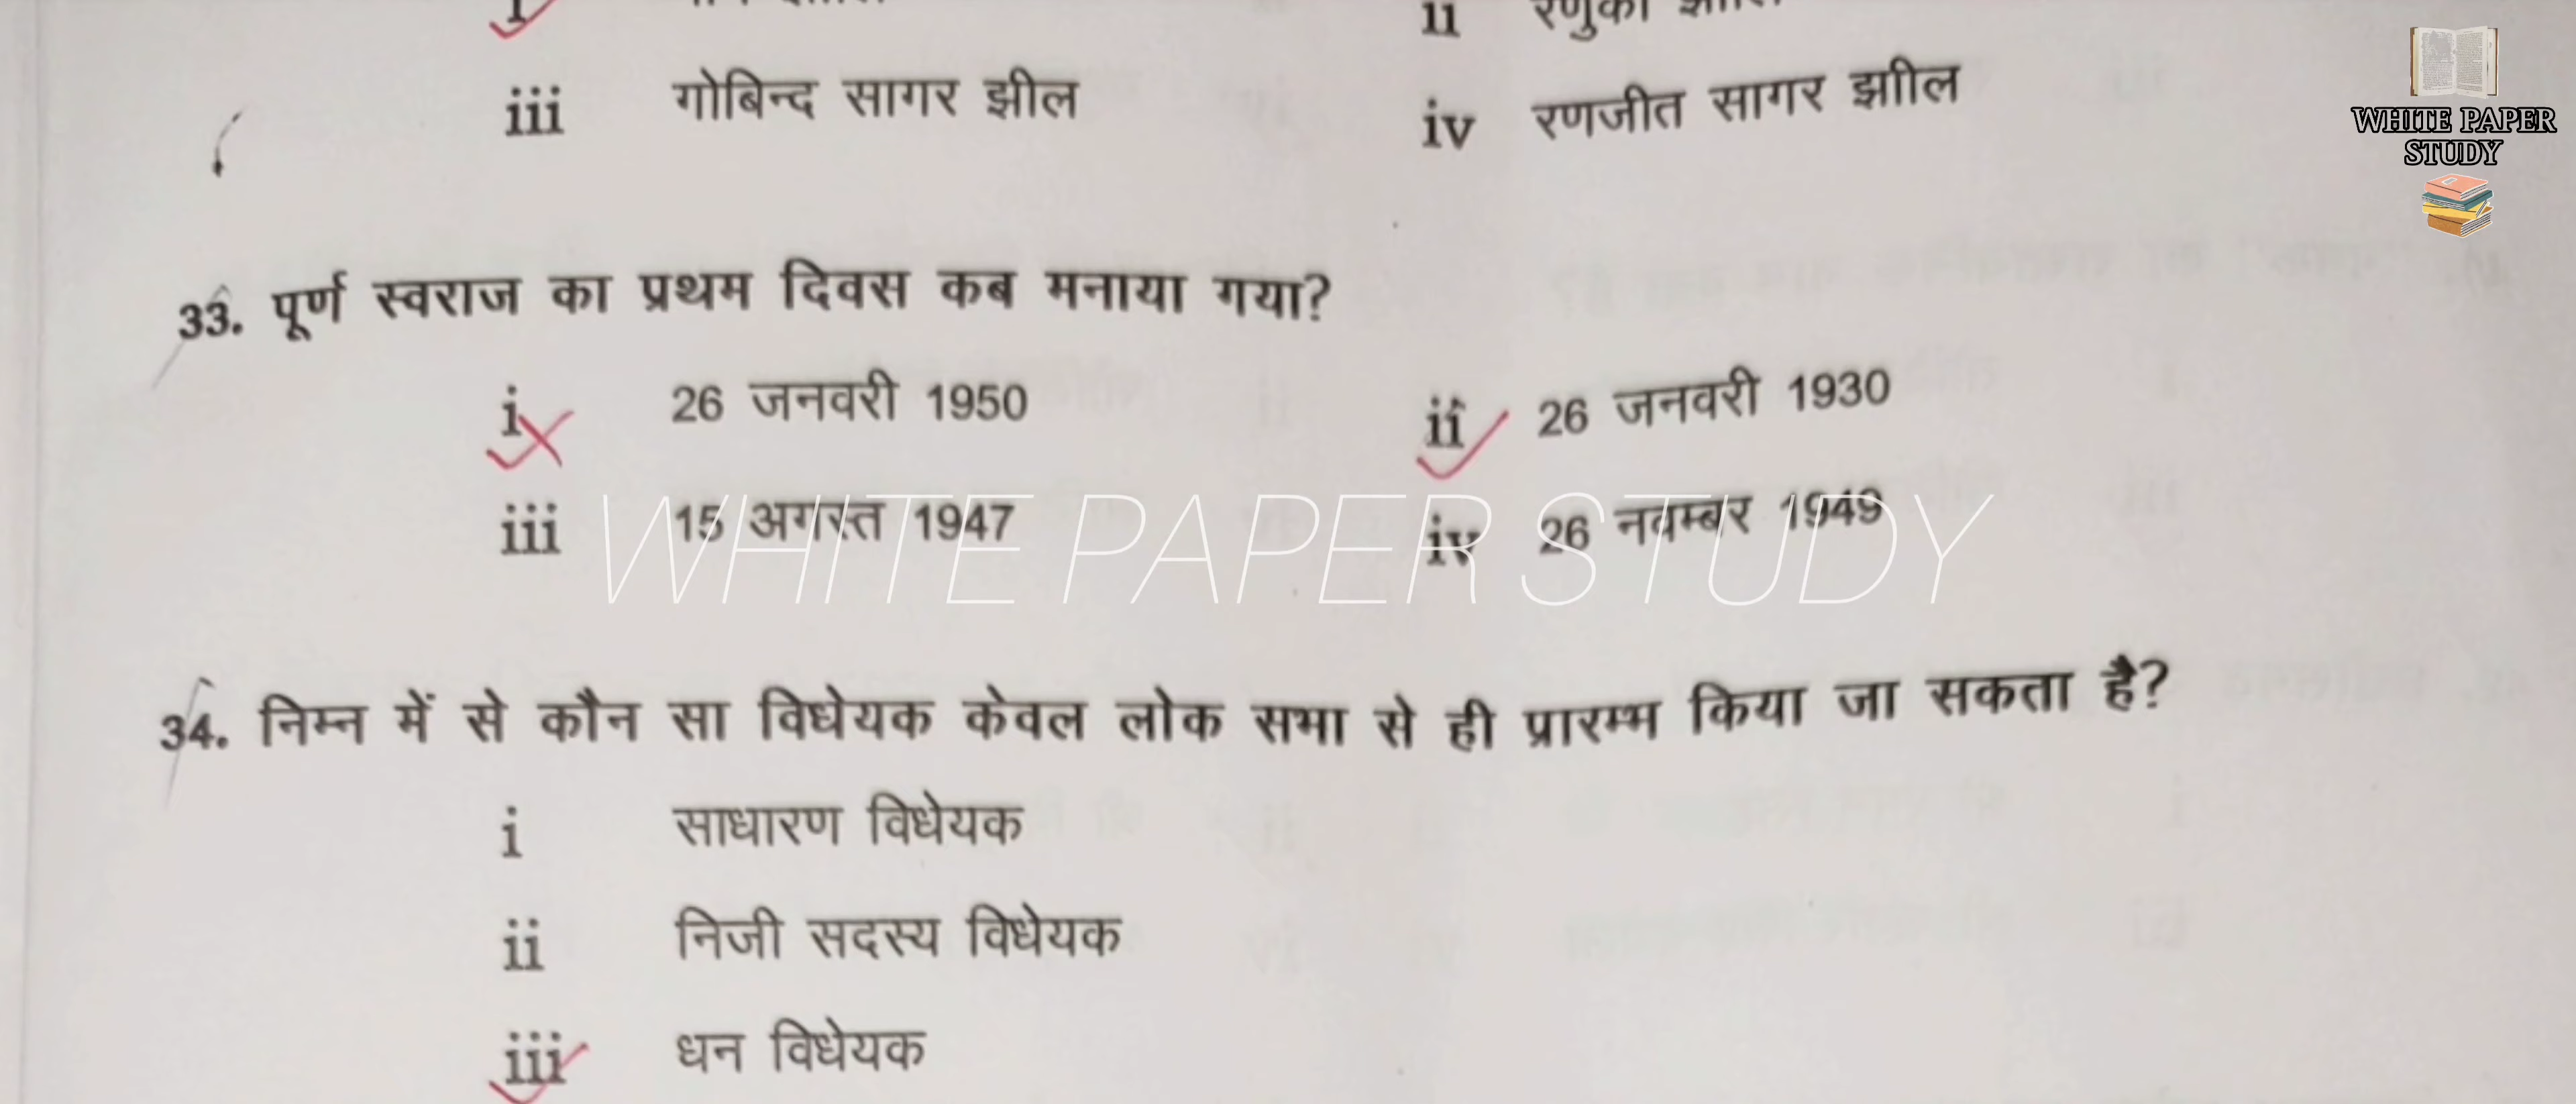 ii रेणुका
iii गोबिन्द सागर झील iv रणजीत सागर झाील
WHITE PAPER
STUDY
33. पूर्ण स्वराज का प्रथम दिवस कब मनाया गया?
i 26 जनवरी 1950 ii 26 जनवरी 1930
iii 15 अगस्त 1947 iv 26 नवम्बर 1949
WHITE PAPER STUDY
34. निम्न में से कौन सा विधेयक केवल लोक सभा से ही प्रारम्भ किया जा सकता है?
i साधारण विधेयक
ii निजी सदस्य विधेयक
iii धन विधेयक